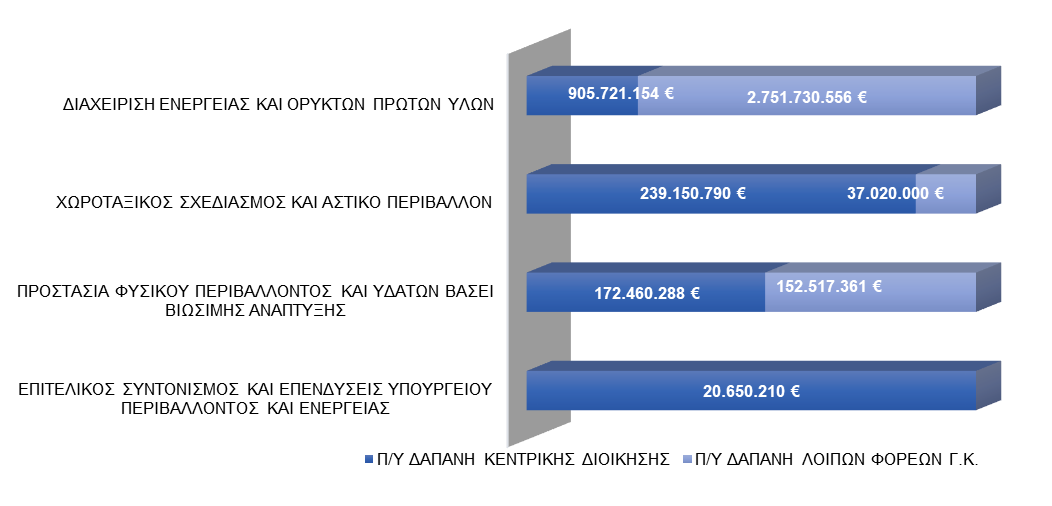 ΔΙΑΧΕΙΡΙΣΗ ΕΝΕΡΓΕΙΑΣ ΚΑΙ ΟΡΥΚΤΩΝ ΠΡΩΤΩΝ ΥΛΩΝ
905.721.154 €
2.751.730.556 €
ΧΩΡΟΤΑΞΙΚΟΣ ΣΧΕΔΙΑΣΜΟΣ ΚΑΙ ΑΣΤΙΚΟ ΠΕΡΙΒΑΛΛΟΝ
239.150.790 €
37.020.000 €
ΠΡΟΣΤΑΣΙΑ ΦΥΣΙΚΟΥ ΠΕΡΙΒΑΛΛΟΝΤΟΣ ΚΑΙ ΥΔΑΤΩΝ ΒΑΣΕΙ
ΒΙΩΣΙΜΗΣ ΑΝΑΠΤΥΞΗΣ
172.460.288 €
152.517.361 €
ΕΠΙΤΕΛΙΚΟΣ ΣΥΝΤΟΝΙΣΜΟΣ ΚΑΙ ΕΠΕΝΔΥΣΕΙΣ ΥΠΟΥΡΓΕΙΟΥ
ΠΕΡΙΒΑΛΛΟΝΤΟΣ ΚΑΙ ΕΝΕΡΓΕΙΑΣ
20.650.210 €
Π/Υ ΔΑΠΑΝΗ ΚΕΝΤΡΙΚΗΣ ΔΙΟΙΚΗΣΗΣ
Π/Υ ΔΑΠΑΝΗ ΛΟΙΠΩΝ ΦΟΡΕΩΝ Γ.Κ.